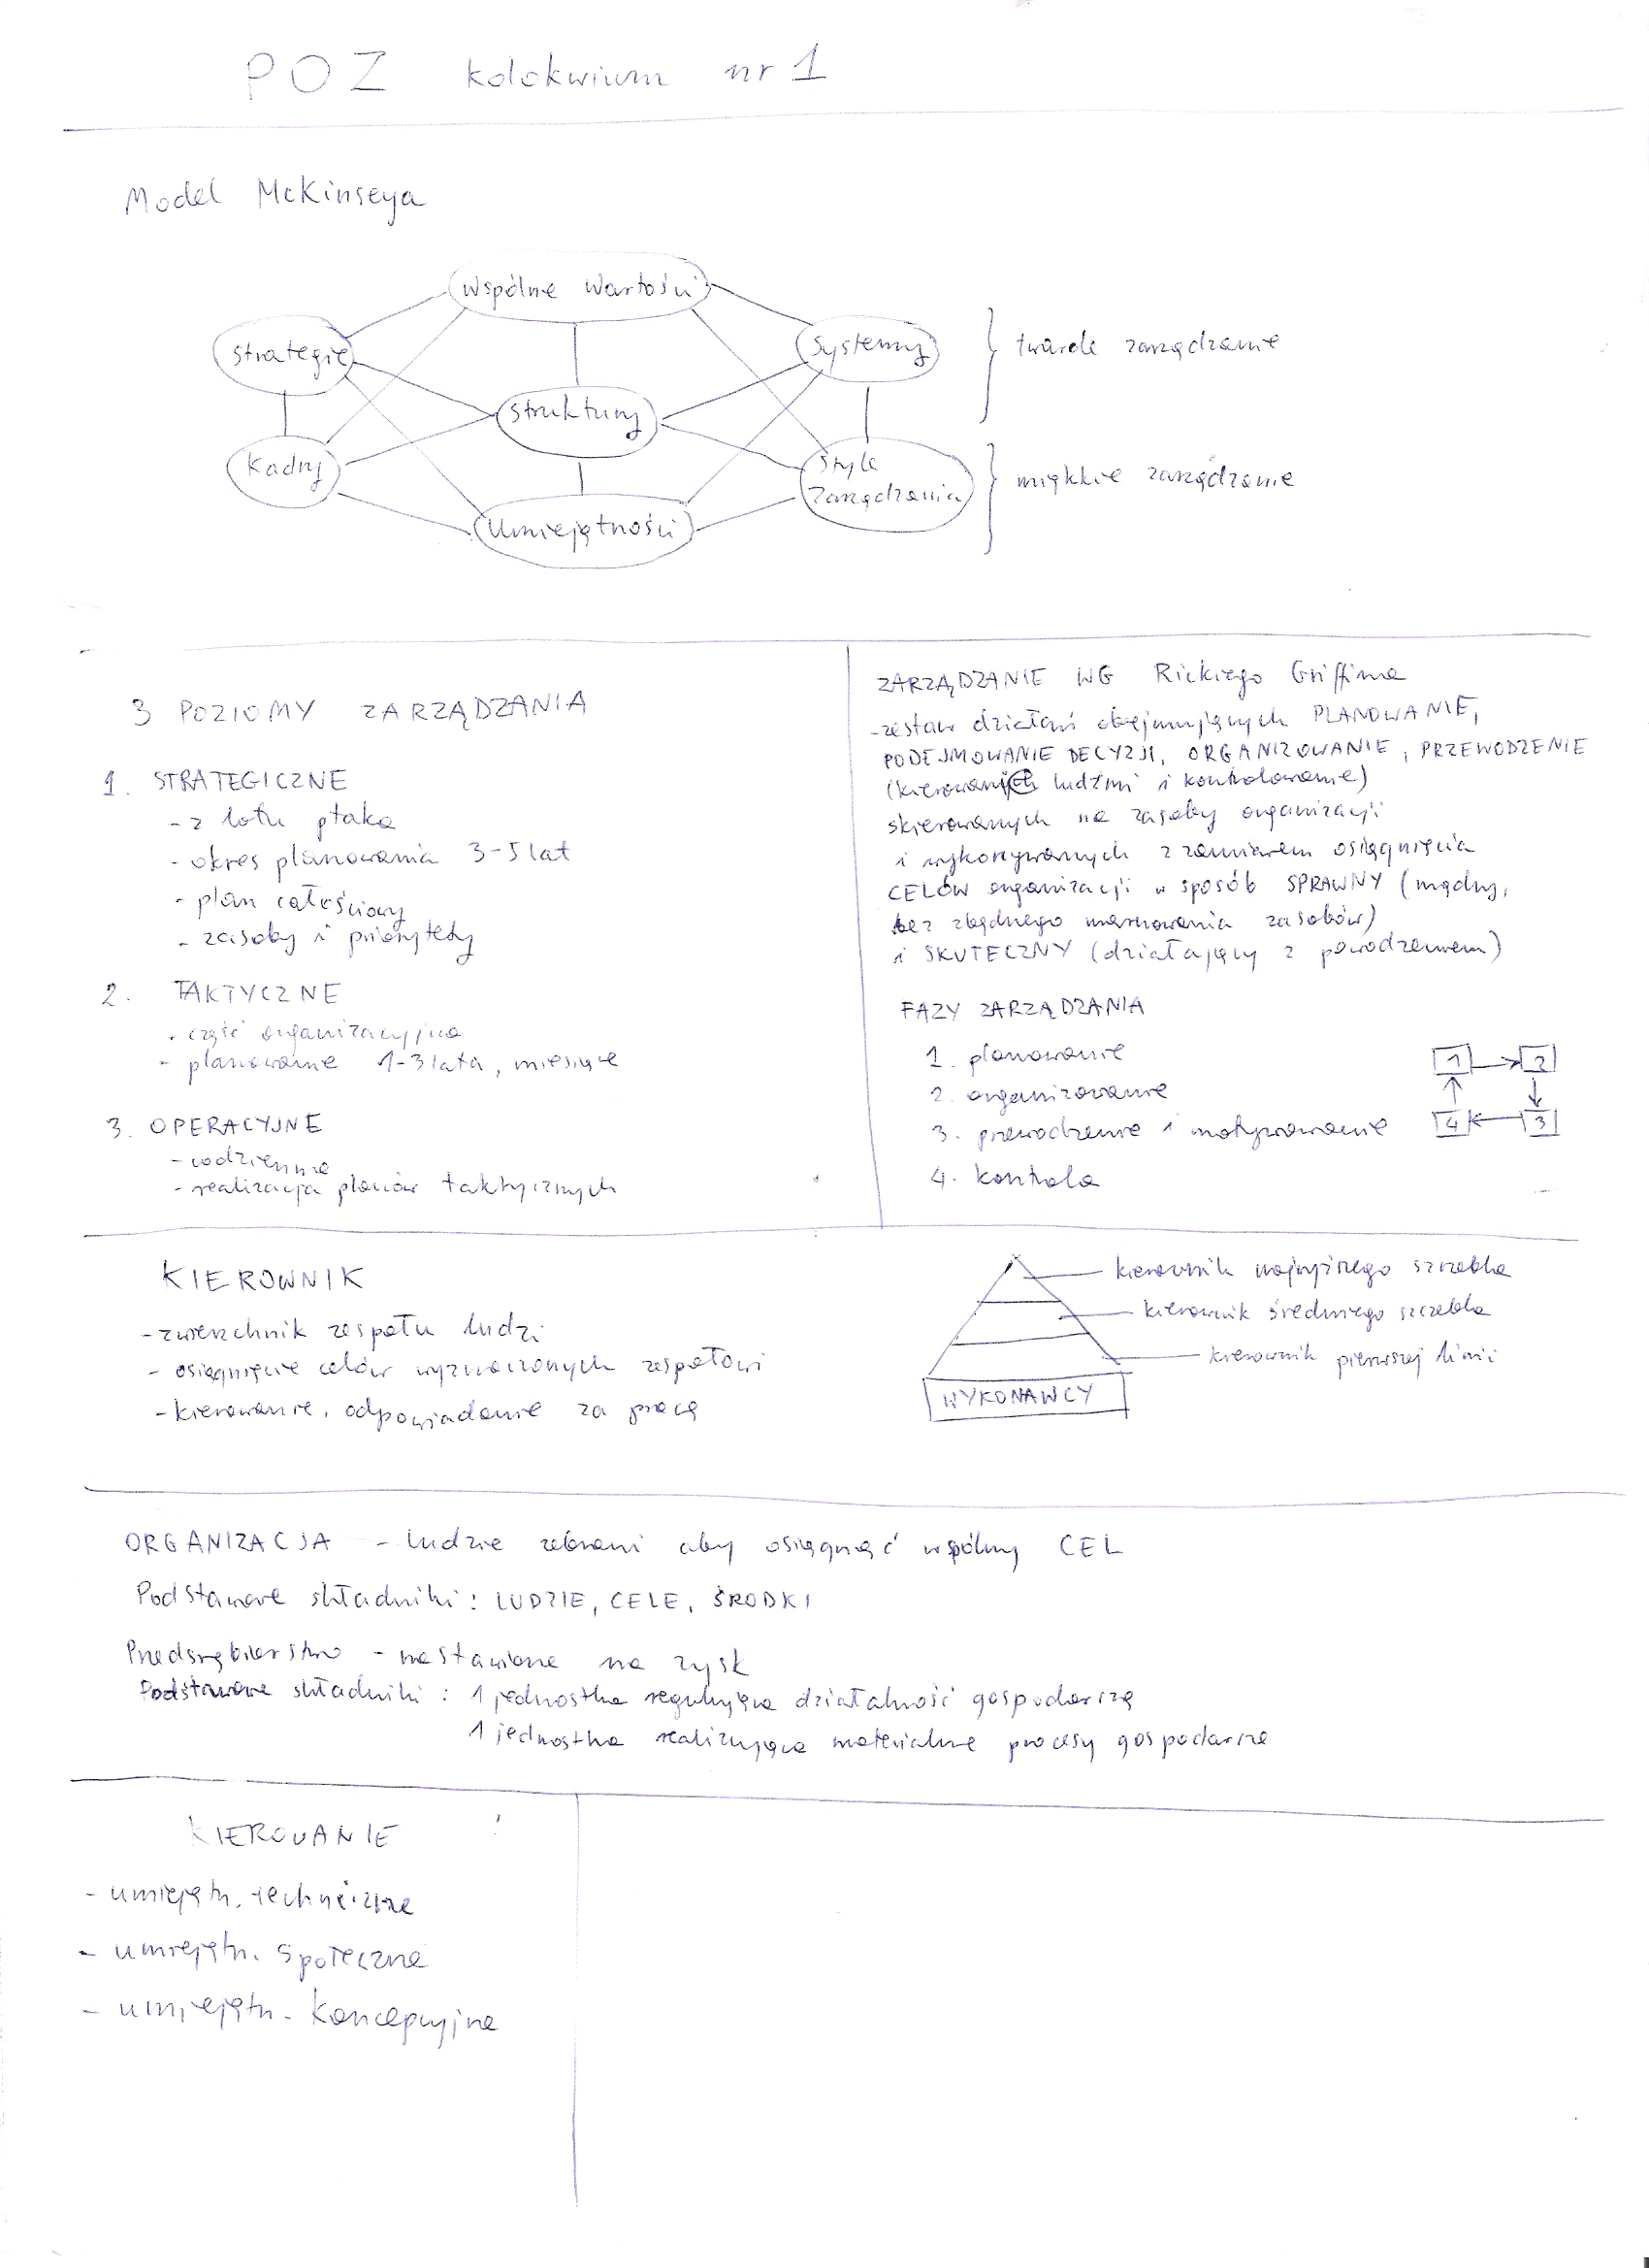 POZ kolokwium nr 1
Model McKinseya
Wspólne wartości
Strategie
Systemy
twarde zarządzanie
Struktury
Kadry
Style
zarządzania
miękkie zarządzanie
Umiejętności
3 POZIOMY ZARZĄDZANIA
1. STRATEGICZNE
- z lotu ptaka
- okres planowania 3-5 lat
- plan całościowy
- zasoby i priorytety
2. TAKTYCZNE
- część organizacyjna
- planowanie 1-3 lata, miesiące
3. OPERACYJNE
- codzienne
- realizacja planów taktycznych
ZARZĄDZANIE WG Rickiego Griffina
- zestaw działań obejmujących PLANOWANIE,
PODEJMOWANIE DECYZJI, ORGANIZOWANIE, PRZEWODZENIE
(kierowanie ludźmi i kontrolowanie)
skierowanych na zasoby organizacji
i wykonywanych z zamiarem osiągnięcia
CELÓW organizacji w sposób SPRAWNY (mądry,
bez zbędnego marnowania zasobów)
i SKUTECZNY (działający z powodzeniem)
FAZY ZARZĄDZANIA
1. planowanie
2. organizowanie
3. przewodzenie i motywowanie
4. kontrola
1 2
4 3
KIEROWNIK
- zwierzchnik zespołu ludzi
- osiągnięcie celów wyznaczonych zespołowi
- kierowanie, odpowiadanie za pracę
kierownik najwyższego szczebla
kierownik średniego szczebla
kierownik pierwszej linii
WYKONAWCY
ORGANIZACJA - ludzie zebrani aby osiągnąć wspólny CEL
Podstawowe składniki: LUDZIE, CELE, ŚRODKI
Przedsiębiorstwo - nastawione na zysk
Podstawowe składniki: 1 jednostka regulująca działalność gospodarczą
1 jednostka realizująca materialne procesy gospodarcze
KIEROWANIE
- umiejętn. techniczne
- umiejętn. społeczne
- umiejętn. koncepcyjne